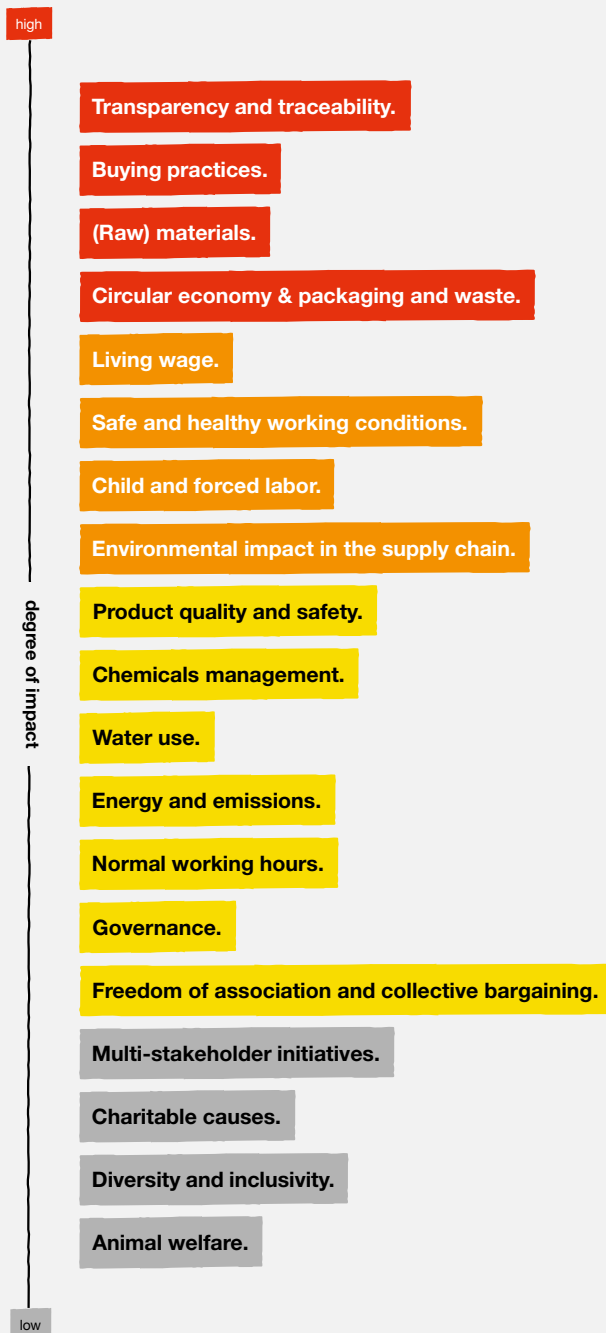 high
Transparency and traceability.
Buying practices.
(Raw) materials.
Circular economy & packaging and waste.
Living wage.
Safe and healthy working conditions.
Child and forced labor.
Environmental impact in the supply chain.
degree of impact
Product quality and safety.
Chemicals management.
Water use.
Energy and emissions.
Normal working hours.
Governance.
Freedom of association and collective bargaining.
Multi-stakeholder initiatives.
Charitable causes.
Diversity and inclusivity.
Animal welfare.
low